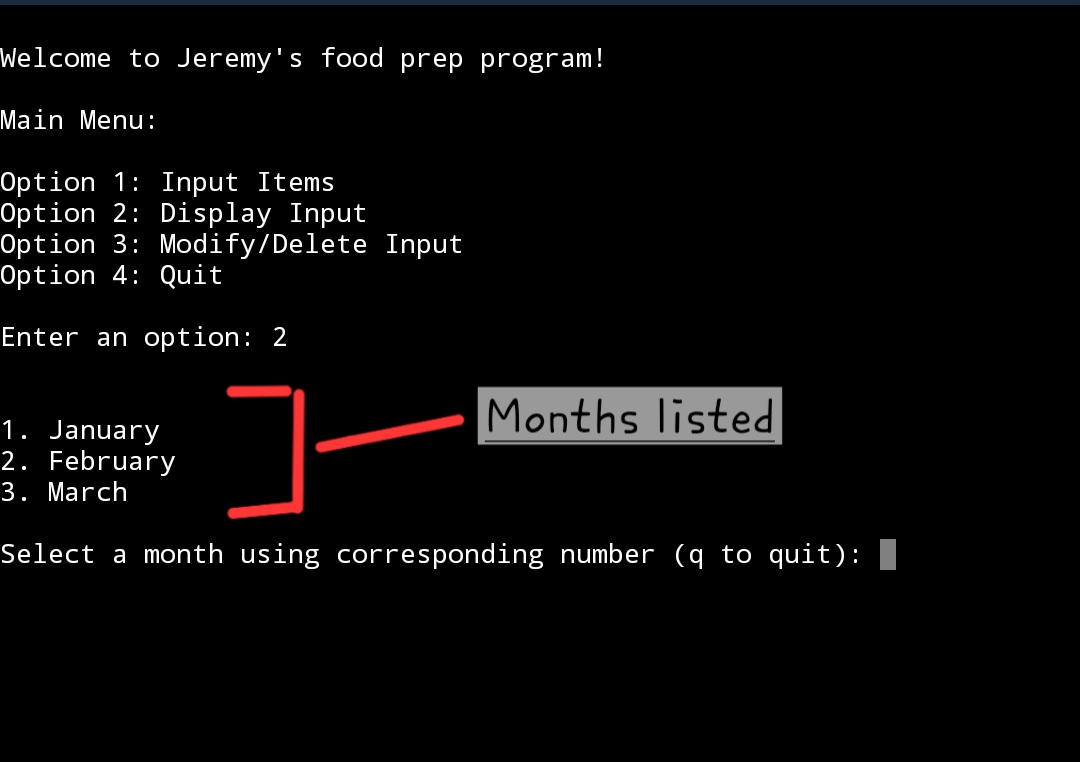 Welcome to Jeremy's food prep program!
Main Menu:
Option 1: Input Items
Option 2: Display Input
Option 3: Modify/Delete Input
Option 4: Quit
Enter an option: 2
Months listed
1. January
2. February
3. March
Select a month using corresponding number (q to quit):